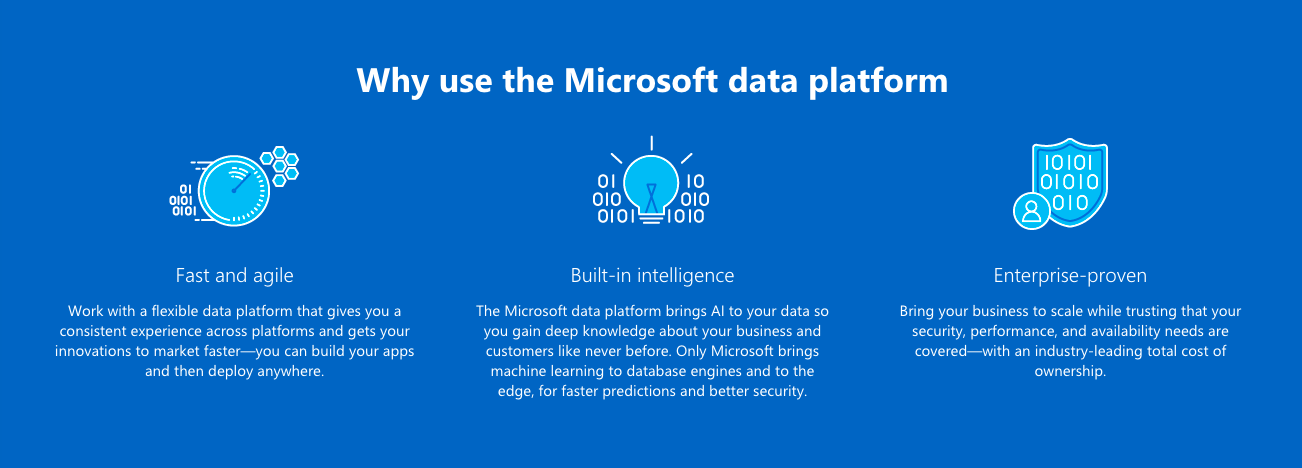 Why use the Microsoft data platform
01
0101
0101
01
010
0101
10
010
1010
10101
01010
010
Fast and agile
Work with a flexible data platform that gives you a
consistent experience across platforms and gets your
innovations to market faster—you can build your apps
and then deploy anywhere.
Built-in intelligence
The Microsoft data platform brings AI to your data so
you gain deep knowledge about your business and
customers like never before. Only Microsoft brings
machine learning to database engines and to the
edge, for faster predictions and better security.
Enterprise-proven
Bring your business to scale while trusting that your
security, performance, and availability needs are
covered—with an industry-leading total cost of
ownership.